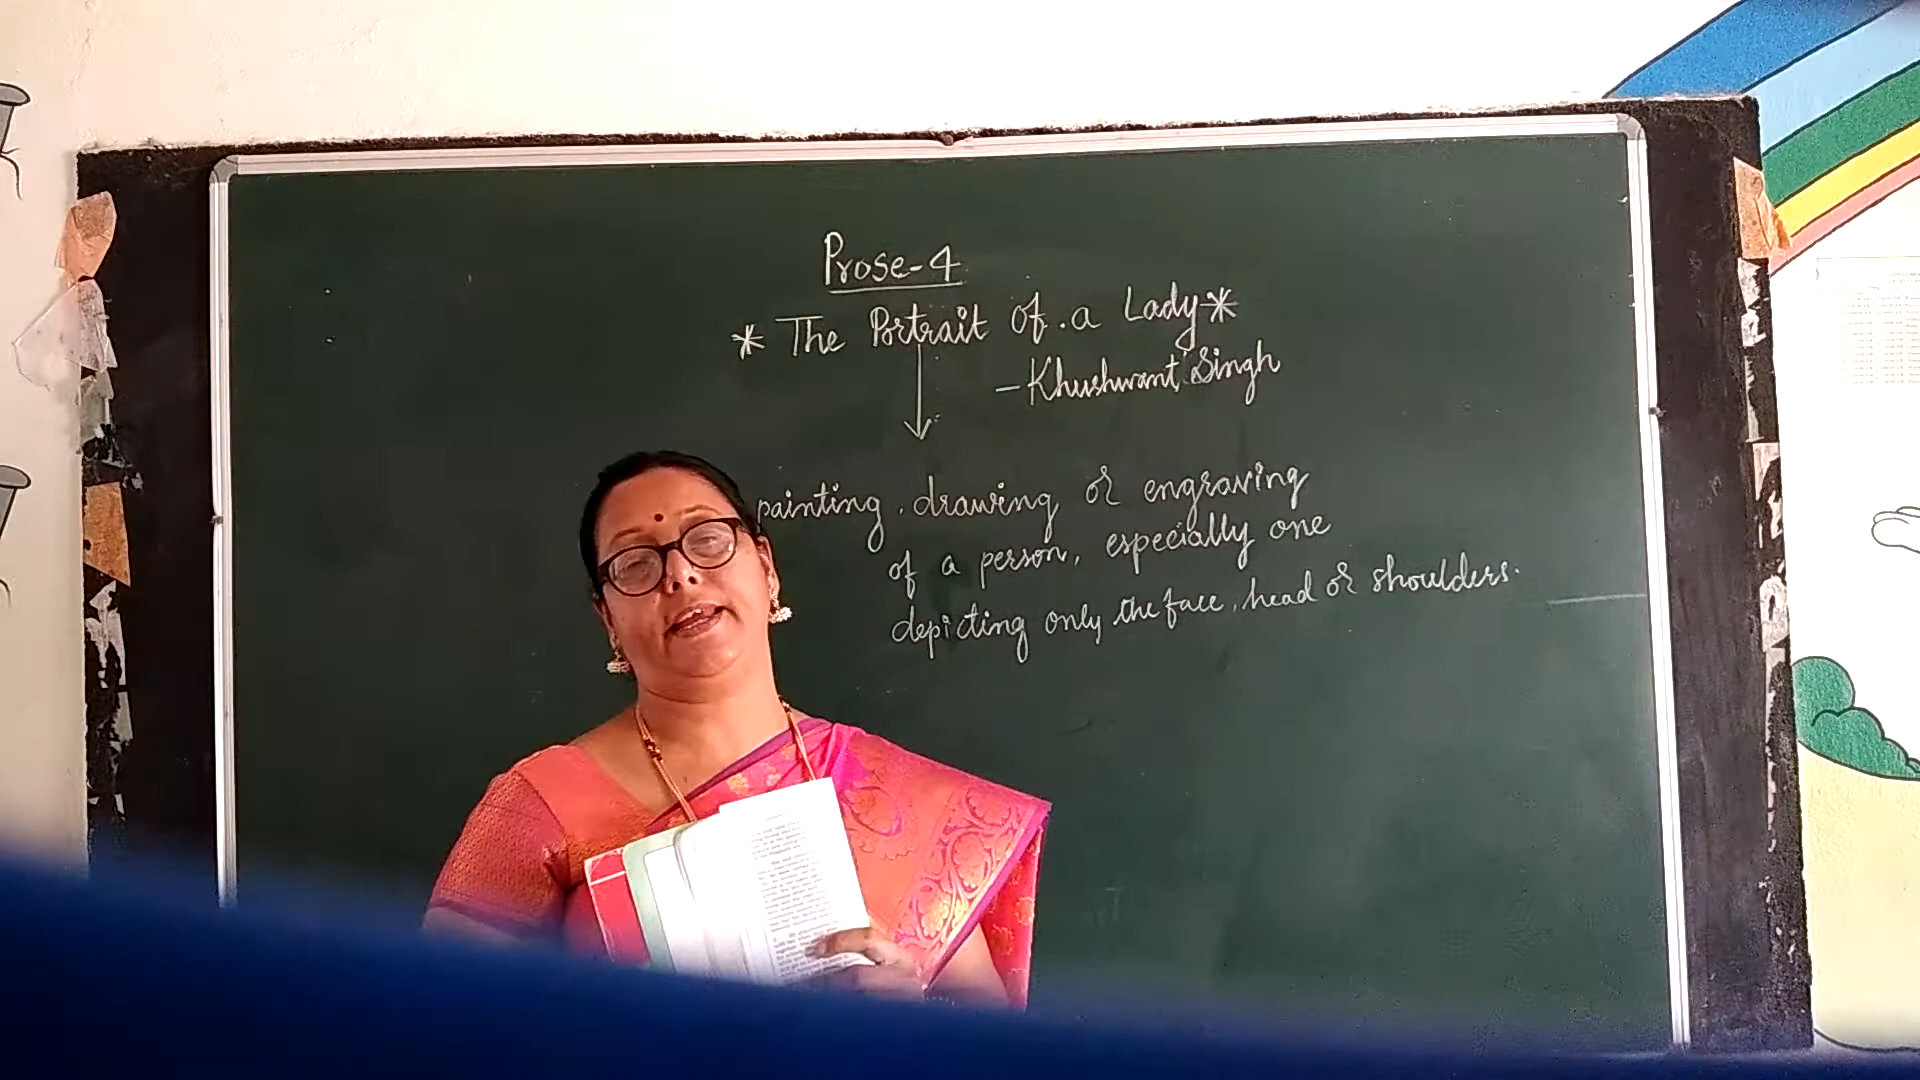 Prose-4
* The Portrait of a Lady *
- Khushwant Singh
painting, drawing or engraving
of a person, especially one
depicting only the face, head or shoulders.